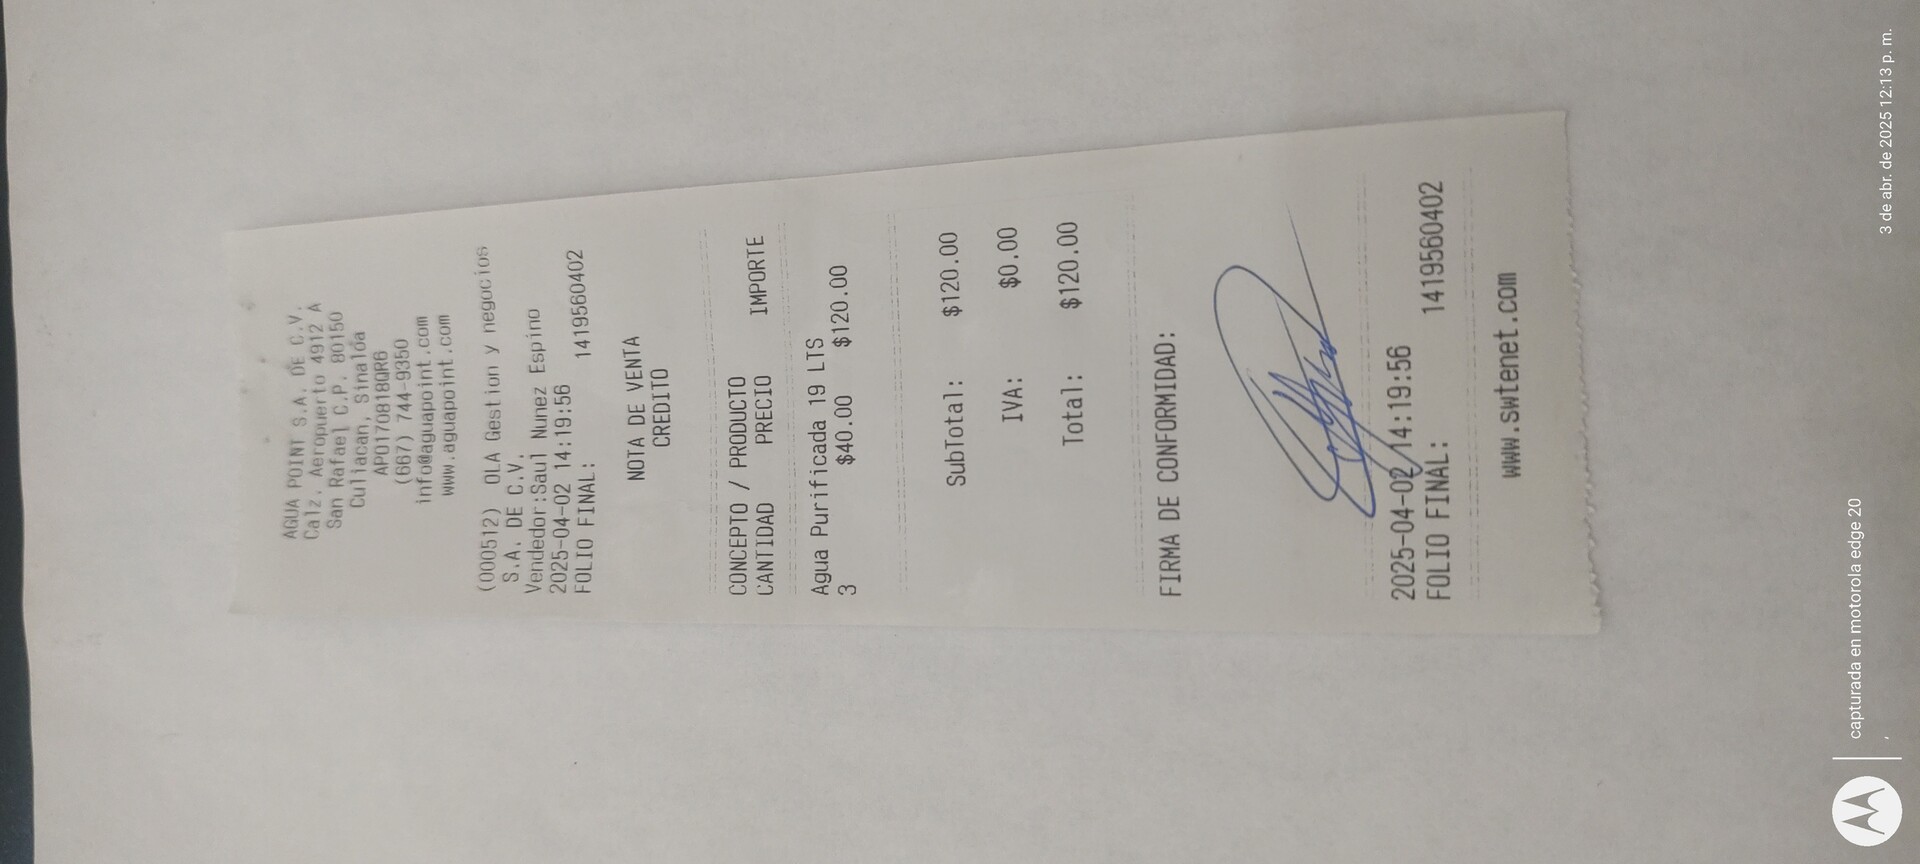 AGUA POINT S.A. DE C.V.
Calz. Aeropuerto 4912 A
San Rafael C.P. 80150
Culiacan, Sinalóa
APO170818QR6
(667) 744-9350
info@aguapoint.com
www.aguapoint.com
(000512) OLA Gestion y negocios
S.A. DE C.V.
Vendedor:Saul Nunez Espino
2025-04-02 14:19:56
FOLIO FINAL: 1419560402
NOTA DE VENTA
CREDITO
CONCEPTO / PRODUCTO
CANTIDAD PRECIO IMPORTE
Agua Purificada 19 LTS
3 $40.00 $120.00
SubTotal: $120.00
IVA: $0.00
Total: $120.00
FIRMA DE CONFORMIDAD:
2025-04-02 14:19:56
FOLIO FINAL: 1419560402
www.swtenet.com
capturada en motorola edge 20
3 de abr. de 2025 12:13 p. m.